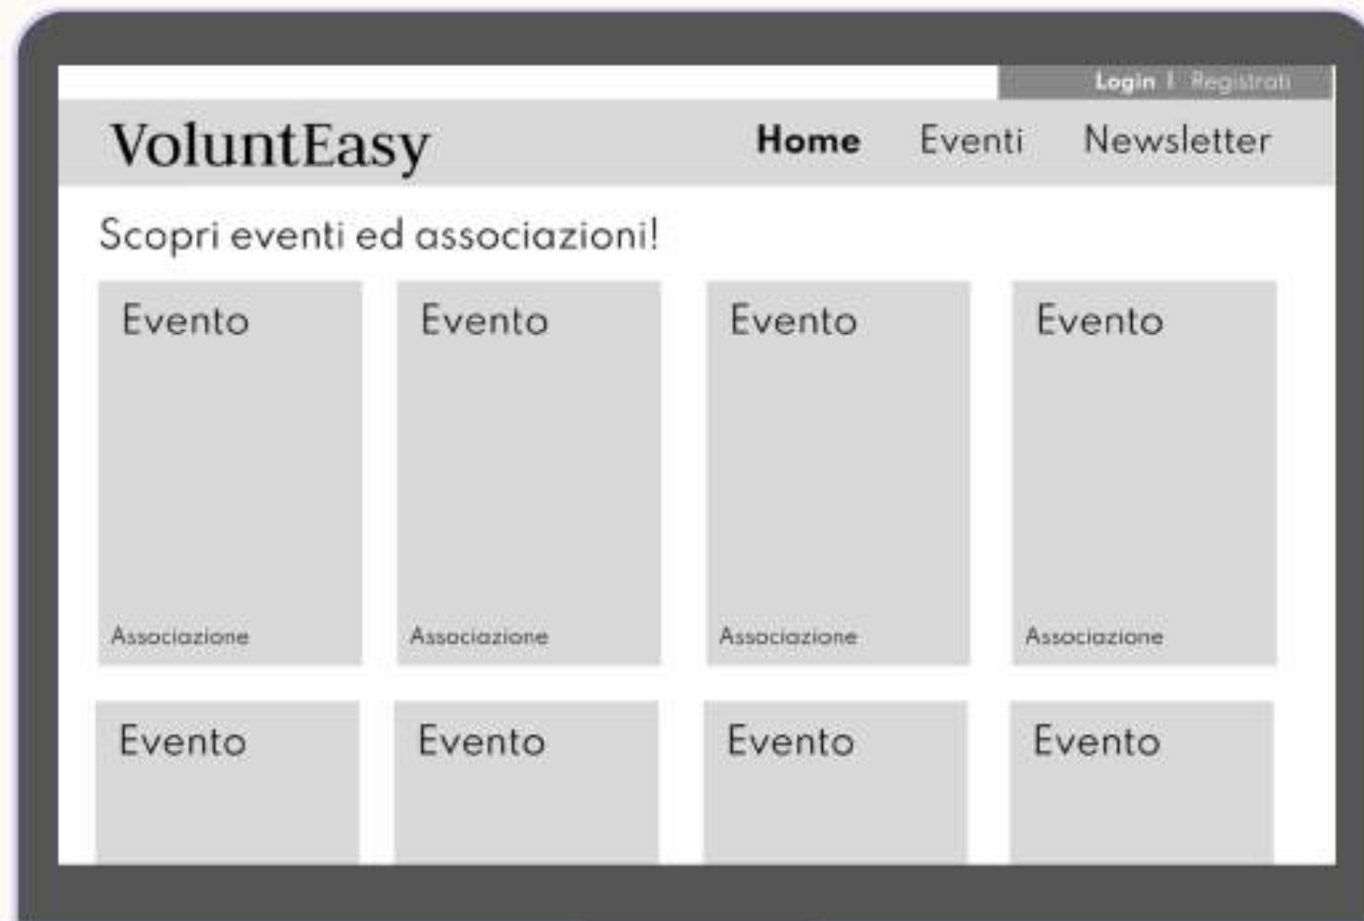 Login | Registrati
VoluntEasy Home Eventi Newsletter
Scopri eventi ed associazioni!
Evento Evento Evento Evento
Associazione Associazione Associazione Associazione
Evento Evento Evento Evento